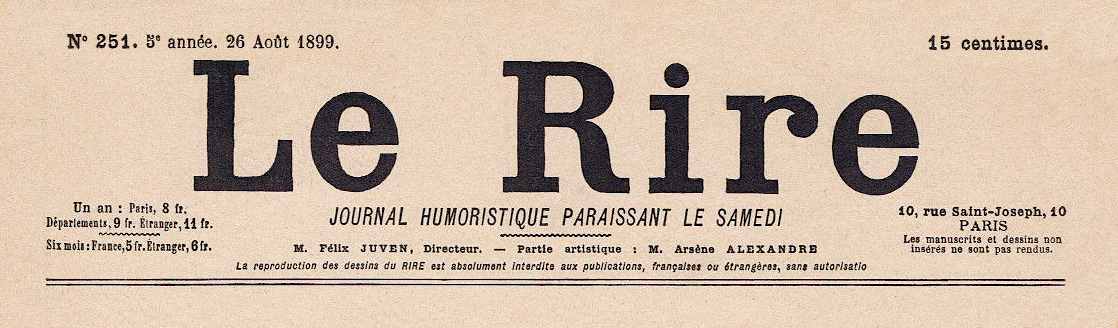 Nº 251. 5e année. 26 Août 1899.
15 centimes.
Le Rire
Un an : Paris, 8 fr.
Départements, 9 fr. Étranger, 11 fr.
Six mois : France, 5 fr. Étranger, 6 fr.
JOURNAL HUMORISTIQUE PARAISSANT LE SAMEDI
M. Félix JUVEN, Directeur. — Partie artistique : M. Arsène ALEXANDRE
La reproduction des dessins du RIRE est absolument interdite aux publications, françaises ou étrangères, sans autorisatio
10, rue Saint-Joseph, 10
PARIS
Les manuscrits et dessins non
insérés ne sont pas rendus.